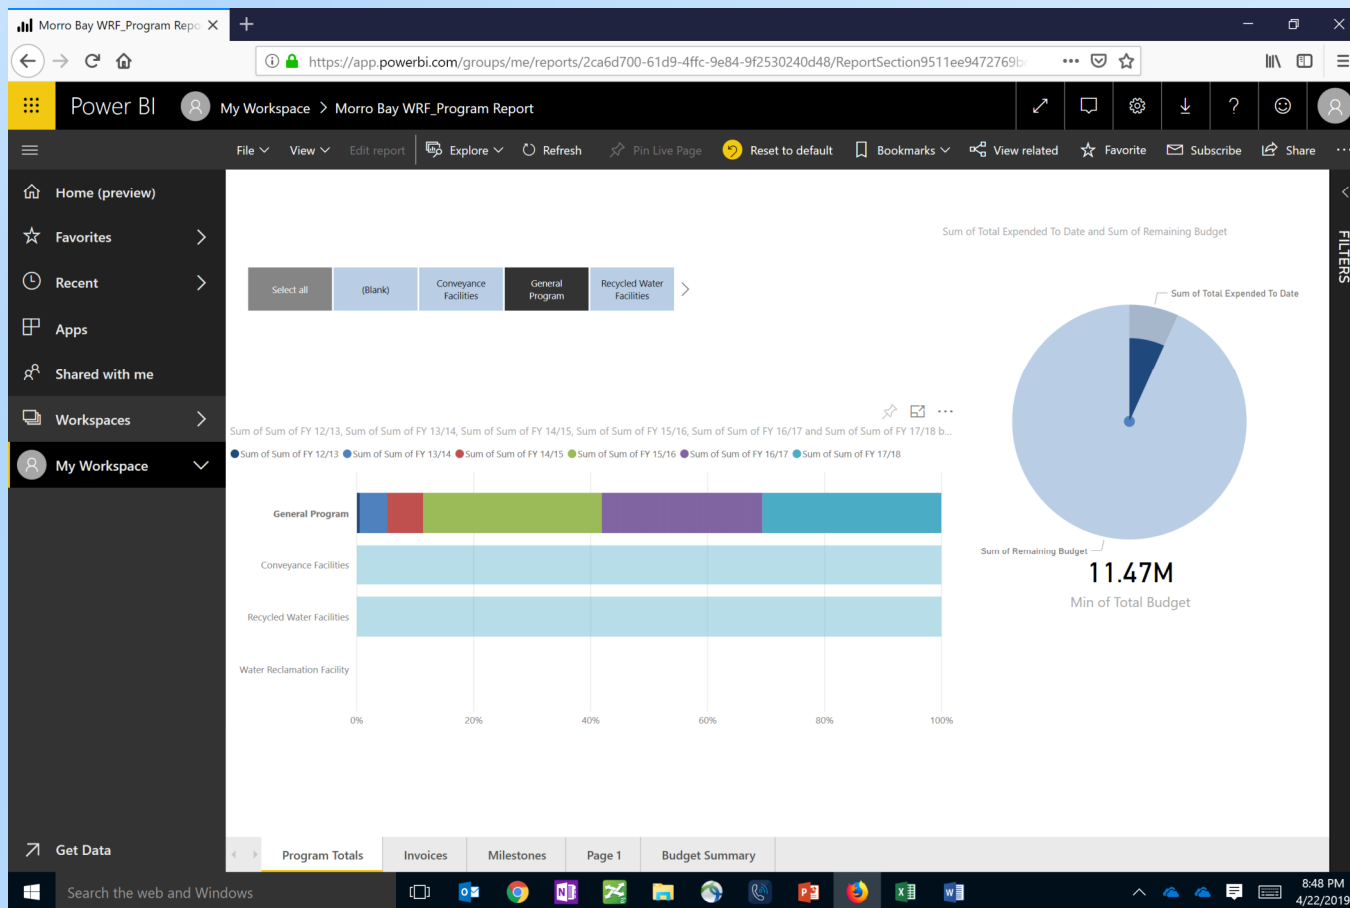 Morro Bay WRF_Program Repo
https://app.powerbi.com/groups/me/reports/2ca6d700-61d9-4ffc-9e84-9f2530240d48/ReportSection9511ee9472769b
Power BI
My Workspace > Morro Bay WRF_Program Report
File View Edit report Explore Refresh Pin Live Page Reset to default Bookmarks View related Favorite Subscribe Share
Home (preview)
Favorites
Recent
Apps
Shared with me
Workspaces
My Workspace
Get Data
FILTERS
Select all
(Blank)
Conveyance
Facilities
General
Program
Recycled Water
Facilities
Sum of Total Expended To Date and Sum of Remaining Budget
Sum of Total Expended To Date
Sum of Remaining Budget
11.47M
Min of Total Budget
Sum of Sum of FY 12/13, Sum of Sum of FY 13/14, Sum of Sum of FY 14/15, Sum of Sum of FY 15/16, Sum of Sum of FY 16/17 and Sum of Sum of FY 17/18 b...
Sum of Sum of FY 12/13 Sum of Sum of FY 13/14 Sum of Sum of FY 14/15 Sum of Sum of FY 15/16 Sum of Sum of FY 16/17 Sum of Sum of FY 17/18
General Program
Conveyance Facilities
Recycled Water Facilities
Water Reclamation Facility
0% 20% 40% 60% 80% 100%
Program Totals Invoices Milestones Page 1 Budget Summary
Search the web and Windows
8:48 PM
4/22/2019